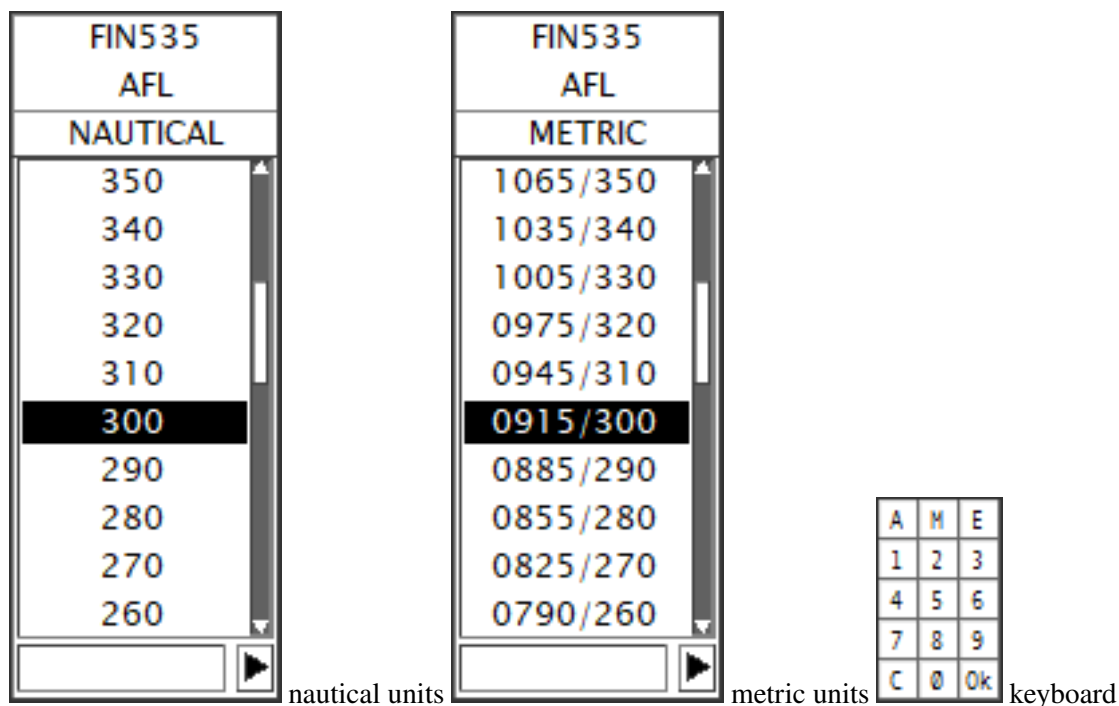 FIN535
AFL
NAUTICAL
350
340
330
320
310
300
290
280
270
260
nautical units
FIN535
AFL
METRIC
1065/350
1035/340
1005/330
0975/320
0945/310
0915/300
0885/290
0855/280
0825/270
0790/260
metric units
A M E
1 2 3
4 5 6
7 8 9
C Ø Ok
keyboard